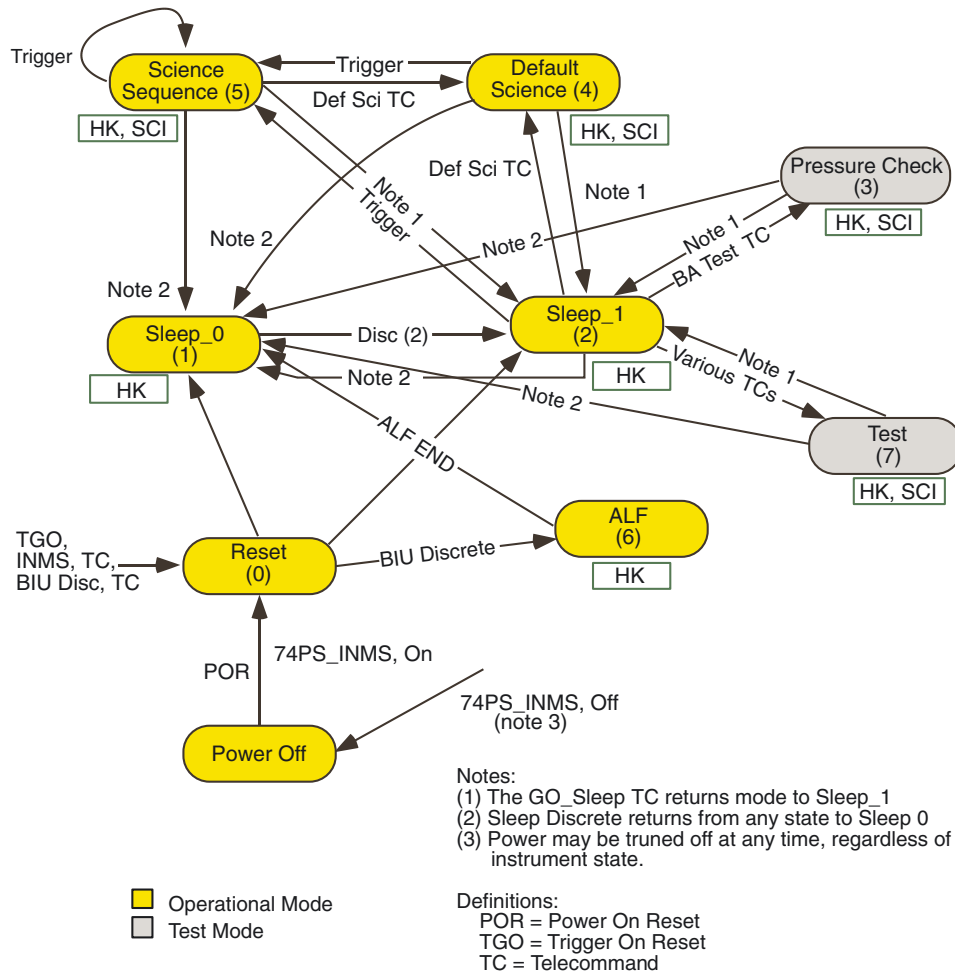 Trigger
Science
Sequence (5)
Trigger
Def Sci TC
Default
Science (4)
HK, SCI
HK, SCI
Def Sci TC
Note 1
Pressure Check
(3)
HK, SCI
Note 1
Trigger
Note 2
Note 2
Note 1
BA Test TC
Note 2
Sleep_0
(1)
Disc (2)
Sleep_1
(2)
HK
Note 2
HK
Note 1
Various TCs
Note 2
Test
(7)
HK, SCI
ALF END
ALF
(6)
HK
TGO,
INMS, TC,
BIU Disc, TC
Reset
(0)
BIU Discrete
POR
74PS_INMS, On
74PS_INMS, Off
(note 3)
Power Off
Notes:
(1) The GO_Sleep TC returns mode to Sleep_1
(2) Sleep Discrete returns from any state to Sleep 0
(3) Power may be truned off at any time, regardless of
instrument state.
Operational Mode
Test Mode
Definitions:
POR = Power On Reset
TGO = Trigger On Reset
TC = Telecommand